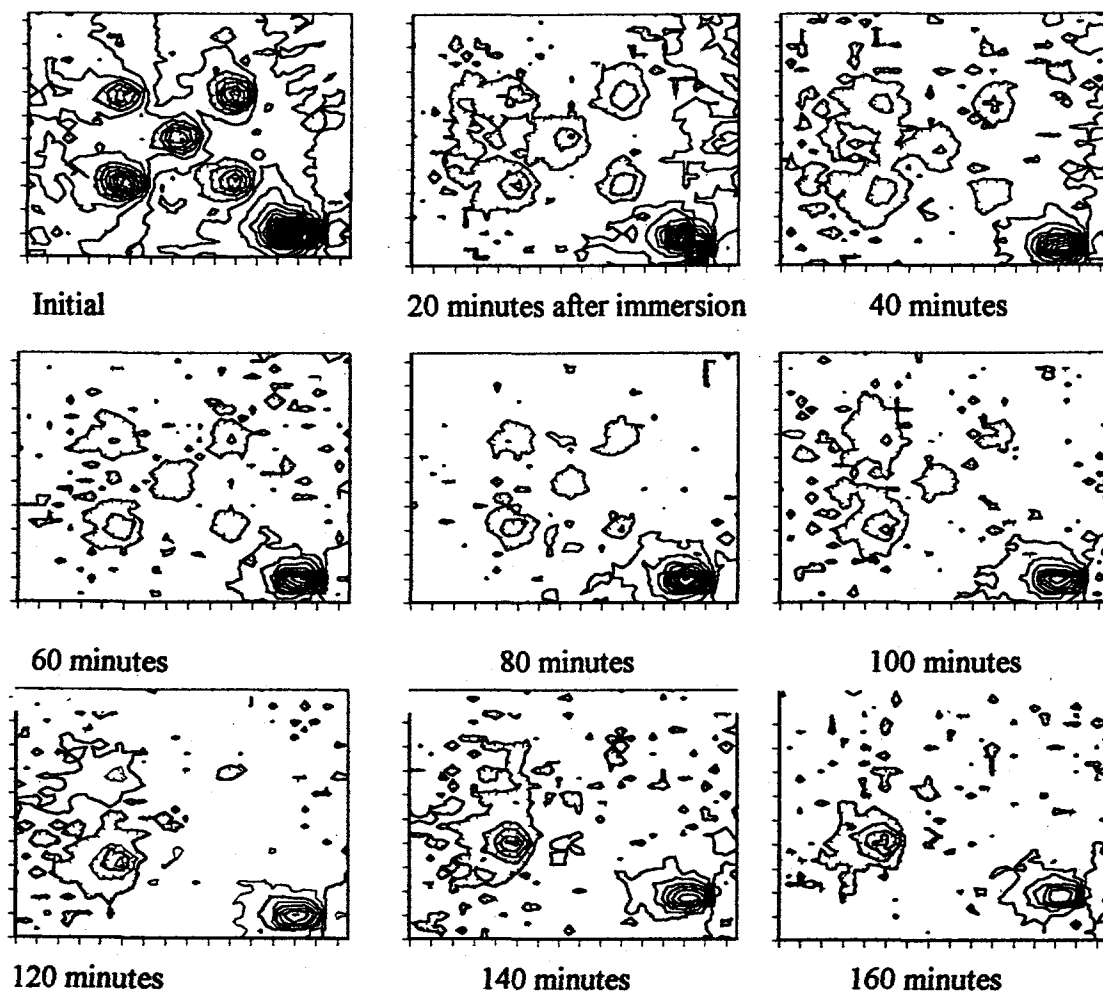 Initial
20 minutes after immersion
40 minutes
60 minutes
80 minutes
100 minutes
120 minutes
140 minutes
160 minutes